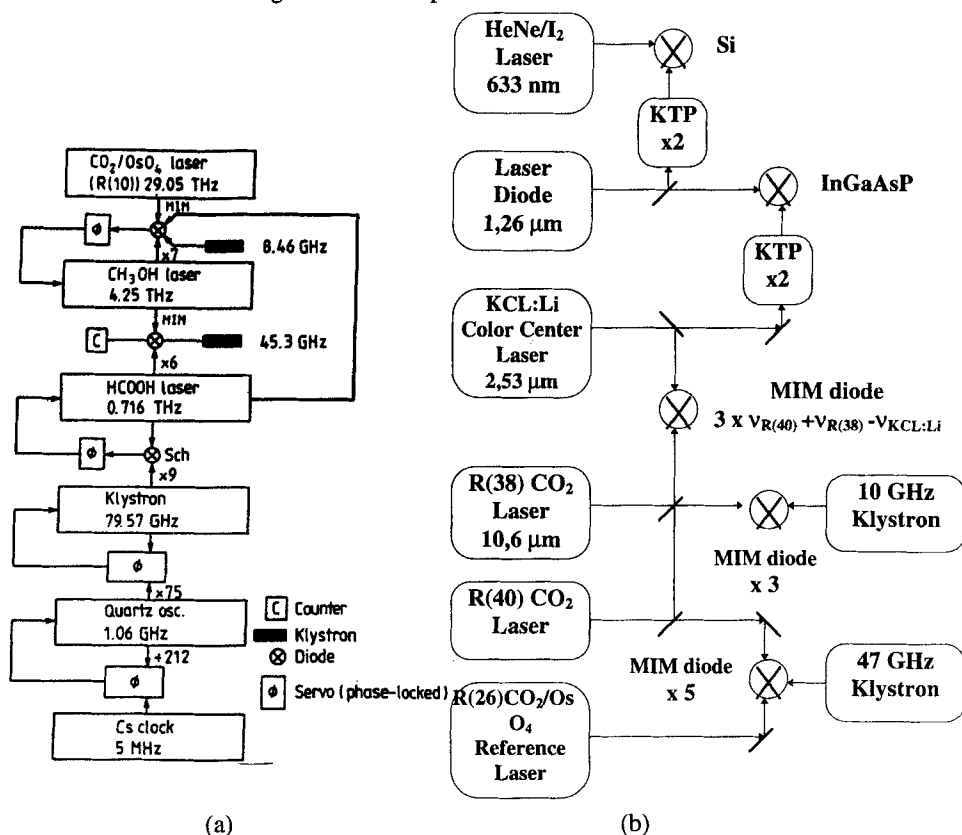 CO₂/OsO₄ laser
(R(10)) 29.05 THz
MIM
ϕ
8.46 GHz
x7
CH₃OH laser
4.25 THz
MIM
C
45.3 GHz
x6
HCOOH laser
0.716 THz
ϕ
Sch
x9
Klystron
79.57 GHz
ϕ
x75
Quartz osc.
1.06 GHz
÷212
ϕ
Cs clock
5 MHz
C Counter
Klystron
Diode
ϕ Servo (phase-locked)
(a)
HeNe/I₂
Laser
633 nm
Si
KTP
x2
Laser
Diode
1,26 µm
InGaAsP
KTP
x2
KCL:Li
Color Center
Laser
2,53 µm
MIM diode
3 x νR(40) +νR(38) -νKCL:Li
R(38) CO₂
Laser
10,6 µm
10 GHz
Klystron
MIM diode
x 3
R(40) CO₂
Laser
MIM diode
x 5
47 GHz
Klystron
R(26)CO₂/Os
O₄
Reference
Laser
(b)